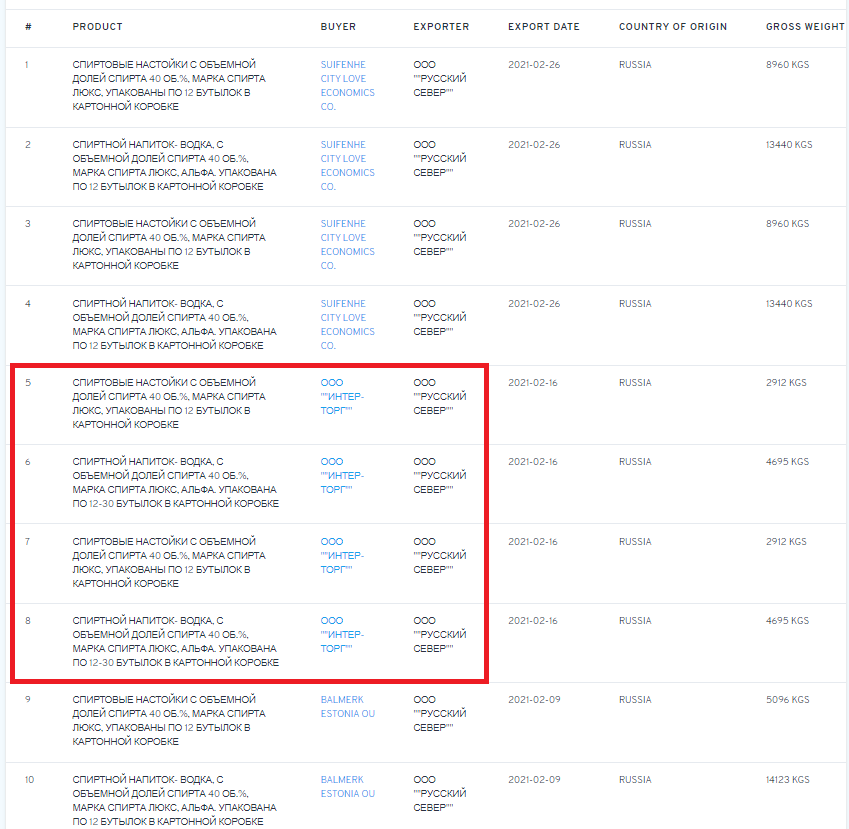 # PRODUCT BUYER EXPORTER EXPORT DATE COUNTRY OF ORIGIN GROSS WEIGHT
1 СПИРТОВЫЕ НАСТОЙКИ С ОБЪЕМНОЙ SUIFENHE ООО 2021-02-26 RUSSIA 8960 KGS
ДОЛЕЙ СПИРТА 40 ОБ.%, МАРКА СПИРТА CITY LOVE ""РУССКИЙ
ЛЮКС, УПАКОВАНЫ ПО 12 БУТЫЛОК В ECONOMICS СЕВЕР""
КАРТОННОЙ КОРОБКЕ CO.
2 СПИРТНОЙ НАПИТОК- ВОДКА, С SUIFENHE ООО 2021-02-26 RUSSIA 13440 KGS
ОБЪЕМНОЙ ДОЛЕЙ СПИРТА 40 ОБ.%, CITY LOVE ""РУССКИЙ
МАРКА СПИРТА ЛЮКС, АЛЬФА. УПАКОВАНА ECONOMICS СЕВЕР""
ПО 12 БУТЫЛОК В КАРТОННОЙ КОРОБКЕ CO.
3 СПИРТОВЫЕ НАСТОЙКИ С ОБЪЕМНОЙ SUIFENHE ООО 2021-02-26 RUSSIA 8960 KGS
ДОЛЕЙ СПИРТА 40 ОБ.%, МАРКА СПИРТА CITY LOVE ""РУССКИЙ
ЛЮКС, УПАКОВАНЫ ПО 12 БУТЫЛОК В ECONOMICS СЕВЕР""
КАРТОННОЙ КОРОБКЕ CO.
4 СПИРТНОЙ НАПИТОК- ВОДКА, С SUIFENHE ООО 2021-02-26 RUSSIA 13440 KGS
ОБЪЕМНОЙ ДОЛЕЙ СПИРТА 40 ОБ.%, CITY LOVE ""РУССКИЙ
МАРКА СПИРТА ЛЮКС, АЛЬФА. УПАКОВАНА ECONOMICS СЕВЕР""
ПО 12 БУТЫЛОК В КАРТОННОЙ КОРОБКЕ CO.
5 СПИРТОВЫЕ НАСТОЙКИ С ОБЪЕМНОЙ ООО ООО 2021-02-16 RUSSIA 2912 KGS
ДОЛЕЙ СПИРТА 40 ОБ.%, МАРКА СПИРТА ""ИНТЕР- ""РУССКИЙ
ЛЮКС, УПАКОВАНЫ ПО 12 БУТЫЛОК В ТОРГ"" СЕВЕР""
КАРТОННОЙ КОРОБКЕ
6 СПИРТНОЙ НАПИТОК- ВОДКА, С ООО ООО 2021-02-16 RUSSIA 4695 KGS
ОБЪЕМНОЙ ДОЛЕЙ СПИРТА 40 ОБ.%, ""ИНТЕР- ""РУССКИЙ
МАРКА СПИРТА ЛЮКС, АЛЬФА. УПАКОВАНА ТОРГ"" СЕВЕР""
ПО 12-30 БУТЫЛОК В КАРТОННОЙ КОРОБКЕ
7 СПИРТОВЫЕ НАСТОЙКИ С ОБЪЕМНОЙ ООО ООО 2021-02-16 RUSSIA 2912 KGS
ДОЛЕЙ СПИРТА 40 ОБ.%, МАРКА СПИРТА ""ИНТЕР- ""РУССКИЙ
ЛЮКС, УПАКОВАНЫ ПО 12 БУТЫЛОК В ТОРГ"" СЕВЕР""
КАРТОННОЙ КОРОБКЕ
8 СПИРТНОЙ НАПИТОК- ВОДКА, С ООО ООО 2021-02-16 RUSSIA 4695 KGS
ОБЪЕМНОЙ ДОЛЕЙ СПИРТА 40 ОБ.%, ""ИНТЕР- ""РУССКИЙ
МАРКА СПИРТА ЛЮКС, АЛЬФА. УПАКОВАНА ТОРГ"" СЕВЕР""
ПО 12-30 БУТЫЛОК В КАРТОННОЙ КОРОБКЕ
9 СПИРТОВЫЕ НАСТОЙКИ С ОБЪЕМНОЙ BALMERK ООО 2021-02-09 RUSSIA 5096 KGS
ДОЛЕЙ СПИРТА 40 ОБ.%, МАРКА СПИРТА ESTONIA OU ""РУССКИЙ
ЛЮКС, УПАКОВАНЫ ПО 12 БУТЫЛОК В СЕВЕР""
КАРТОННОЙ КОРОБКЕ
10 СПИРТНОЙ НАПИТОК- ВОДКА, С BALMERK ООО 2021-02-09 RUSSIA 14123 KGS
ОБЪЕМНОЙ ДОЛЕЙ СПИРТА 40 ОБ.%, ESTONIA OU ""РУССКИЙ
МАРКА СПИРТА ЛЮКС, АЛЬФА. УПАКОВАНА СЕВЕР""
ПО 12 БУТЫЛОК В КАРТОННОЙ КОРОБКЕ